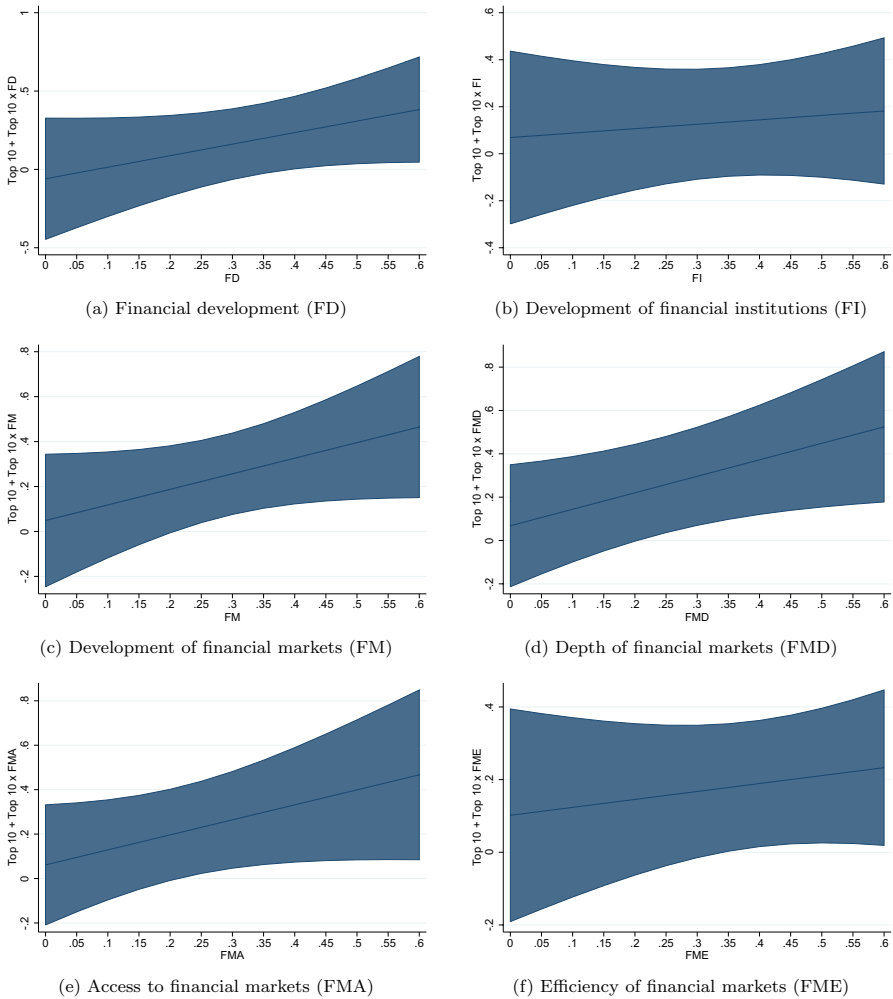 1
.5
0
-.5
Top 10 + Top 10 x FD
0 .05 .1 .15 .2 .25 .3 .35 .4 .45 .5 .55 .6
FD
(a) Financial development (FD)
.6
.4
.2
0
-.2
-.4
Top 10 + Top 10 x FI
0 .05 .1 .15 .2 .25 .3 .35 .4 .45 .5 .55 .6
FI
(b) Development of financial institutions (FI)
.8
.6
.4
.2
0
-.2
Top 10 + Top 10 x FM
0 .05 .1 .15 .2 .25 .3 .35 .4 .45 .5 .55 .6
FM
(c) Development of financial markets (FM)
.8
.6
.4
.2
0
-.2
Top 10 + Top 10 x FMD
0 .05 .1 .15 .2 .25 .3 .35 .4 .45 .5 .55 .6
FMD
(d) Depth of financial markets (FMD)
.8
.6
.4
.2
0
-.2
Top 10 + Top 10 x FMA
0 .05 .1 .15 .2 .25 .3 .35 .4 .45 .5 .55 .6
FMA
(e) Access to financial markets (FMA)
.4
.2
0
-.2
Top 10 + Top 10 x FME
0 .05 .1 .15 .2 .25 .3 .35 .4 .45 .5 .55 .6
FME
(f) Efficiency of financial markets (FME)